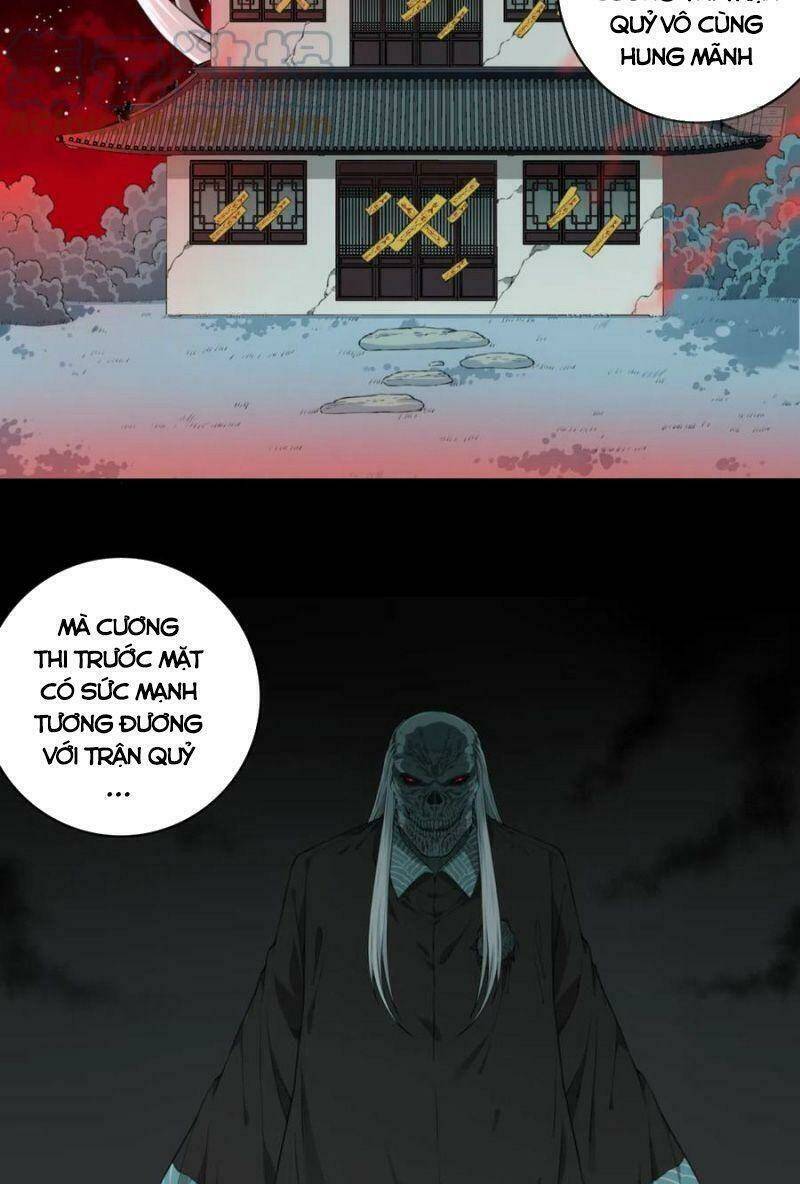 QUỶ VÔ CÙNG
HUNG MÃNH
MÀ CƯƠNG
THI TRƯỚC MẶT
CÓ SỨC MẠNH
TƯƠNG ĐƯƠNG
VỚI TRẬN QUỶ
...